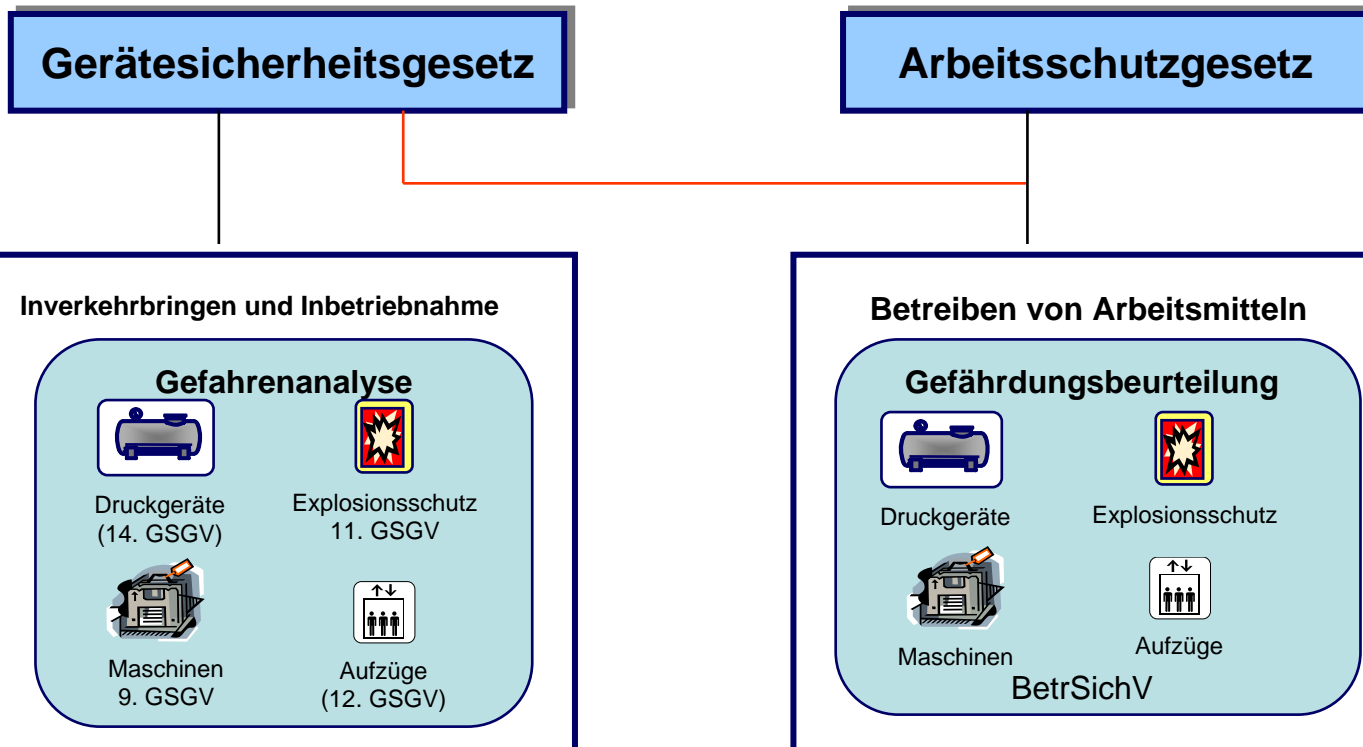 Gerätesicherheitsgesetz
Arbeitsschutzgesetz
Inverkehrbringen und Inbetriebnahme
Gefahrenanalyse
Druckgeräte
(14. GSGV)
Explosionsschutz
11. GSGV
Maschinen
9. GSGV
Aufzüge
(12. GSGV)
Betreiben von Arbeitsmitteln
Gefährdungsbeurteilung
Druckgeräte
Explosionsschutz
Maschinen
Aufzüge
BetrSichV